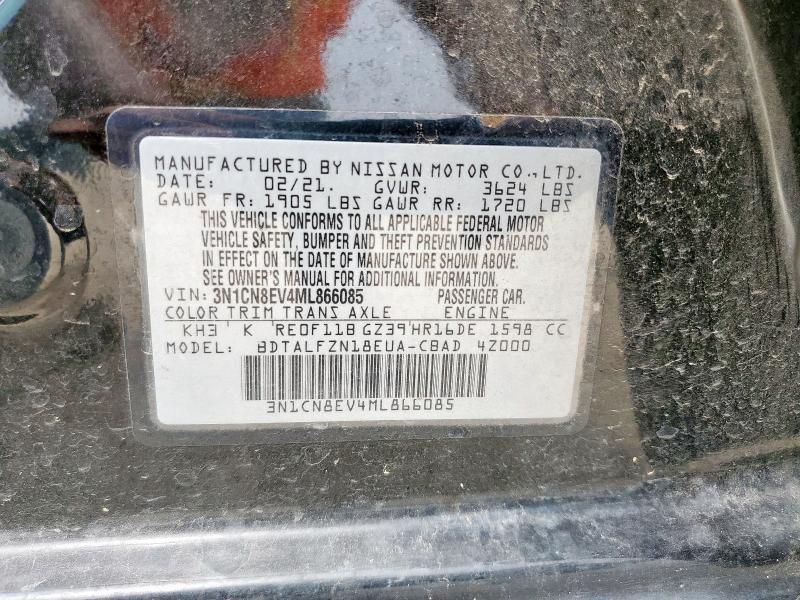 MANUFACTURED BY NISSAN MOTOR CO.,LTD.
DATE: 02/21. GVWR: 3624 LBS
GAWR FR: 1905 LBS GAWR RR: 1720 LBS
THIS VEHICLE CONFORMS TO ALL APPLICABLE FEDERAL MOTOR
VEHICLE SAFETY, BUMPER AND THEFT PREVENTION STANDARDS
IN EFFECT ON THE DATE OF MANUFACTURE SHOWN ABOVE.
SEE OWNER'S MANUAL FOR ADDITIONAL INFORMATION.
VIN: 3N1CN8EV4ML866085 PASSENGER CAR.
COLOR TRIM TRANS AXLE ENGINE
KH3 ' K 'RE0F11B GZ39 'HR16DE 1598 CC
MODEL: BDTALFZN18EUA-CBAD 4Z000
3N1CN8EV4ML866085